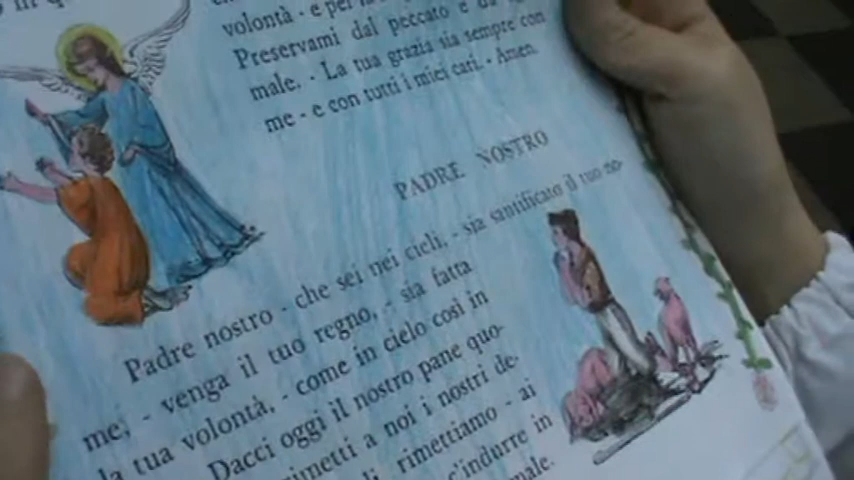 volontà - e per
Preservami dal peccato e da
male. - La tua grazia sia sempre con
me - e con tutti i miei cari. - Amen.
PADRE NOSTRO
Padre nostro - che sei nei cieli, - sia santificato il tuo no-
me, - venga il tuo regno, - sia fatta
la tua volontà, - come in cielo così in
Dacci oggi il nostro pane quo-
rimetti a noi i nostri de-
rimettiamo - ai
c'indurre in
male.